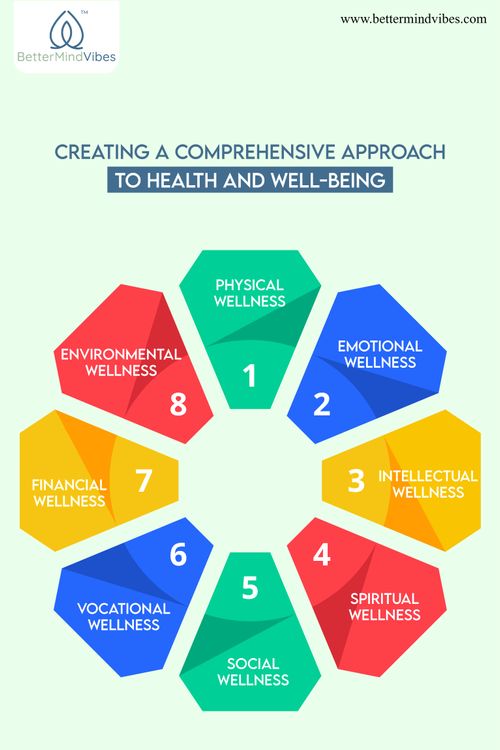 BetterMindVibes
TM
www.bettermindvibes.com
CREATING A COMPREHENSIVE APPROACH
TO HEALTH AND WELL-BEING
PHYSICAL
WELLNESS
1
EMOTIONAL
WELLNESS
2
3
INTELLECTUAL
WELLNESS
4
SPIRITUAL
WELLNESS
5
SOCIAL
WELLNESS
6
VOCATIONAL
WELLNESS
7
FINANCIAL
WELLNESS
ENVIRONMENTAL
WELLNESS
8